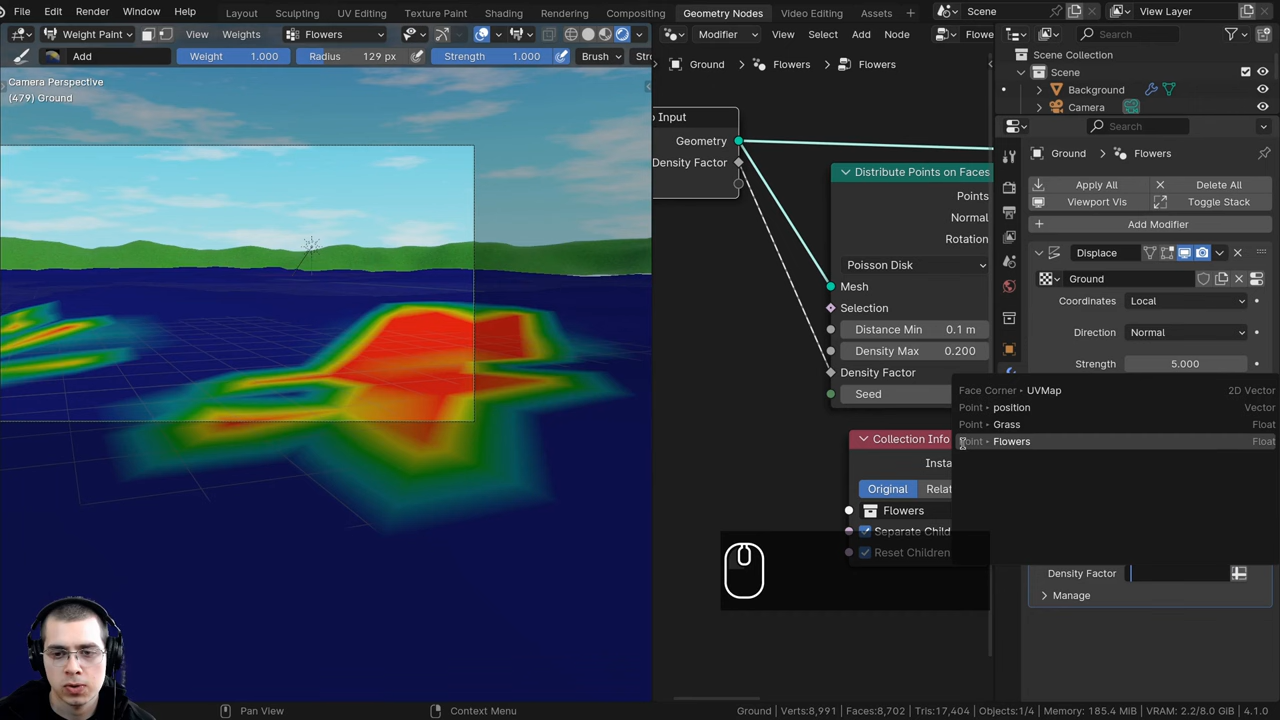 File Edit Render Window Help Layout Sculpting UV Editing Texture Paint Shading Rendering Compositing Geometry Nodes Video Editing Assets Scene View Layer
Weight Paint View Weights Flowers Modifier View Select Add Node Flowe Search
Add Weight 1.000 Radius 129 px Strength 1.000 Brush Str
Scene Collection
Ground Flowers Flowers
Scene
Background
Camera
Camera Perspective
(479) Ground
Search
o Input
Geometry
Density Factor
Ground Flowers
Apply All Delete All
Viewport Vis Toggle Stack
Add Modifier
Displace
Ground
Coordinates Local
Direction Normal
Strength 5.000
Distribute Points on Faces
Points
Normal
Rotation
Poisson Disk
Mesh
Selection
Distance Min 0.1 m
Density Max 0.200
Density Factor
Seed
Face Corner UVMap 2D Vector
Point position Vector
Point Grass Float
Point Flowers Float
Collection Info
Insta
Original Relat
Flowers
Separate Child
Reset Children
Density Factor
Manage
Pan View Context Menu Ground | Verts:8,991 | Faces:8,702 | Tris:17,404 | Objects:1/4 | Memory: 185.4 MiB | VRAM: 2.2/8.0 GiB | 4.1.0